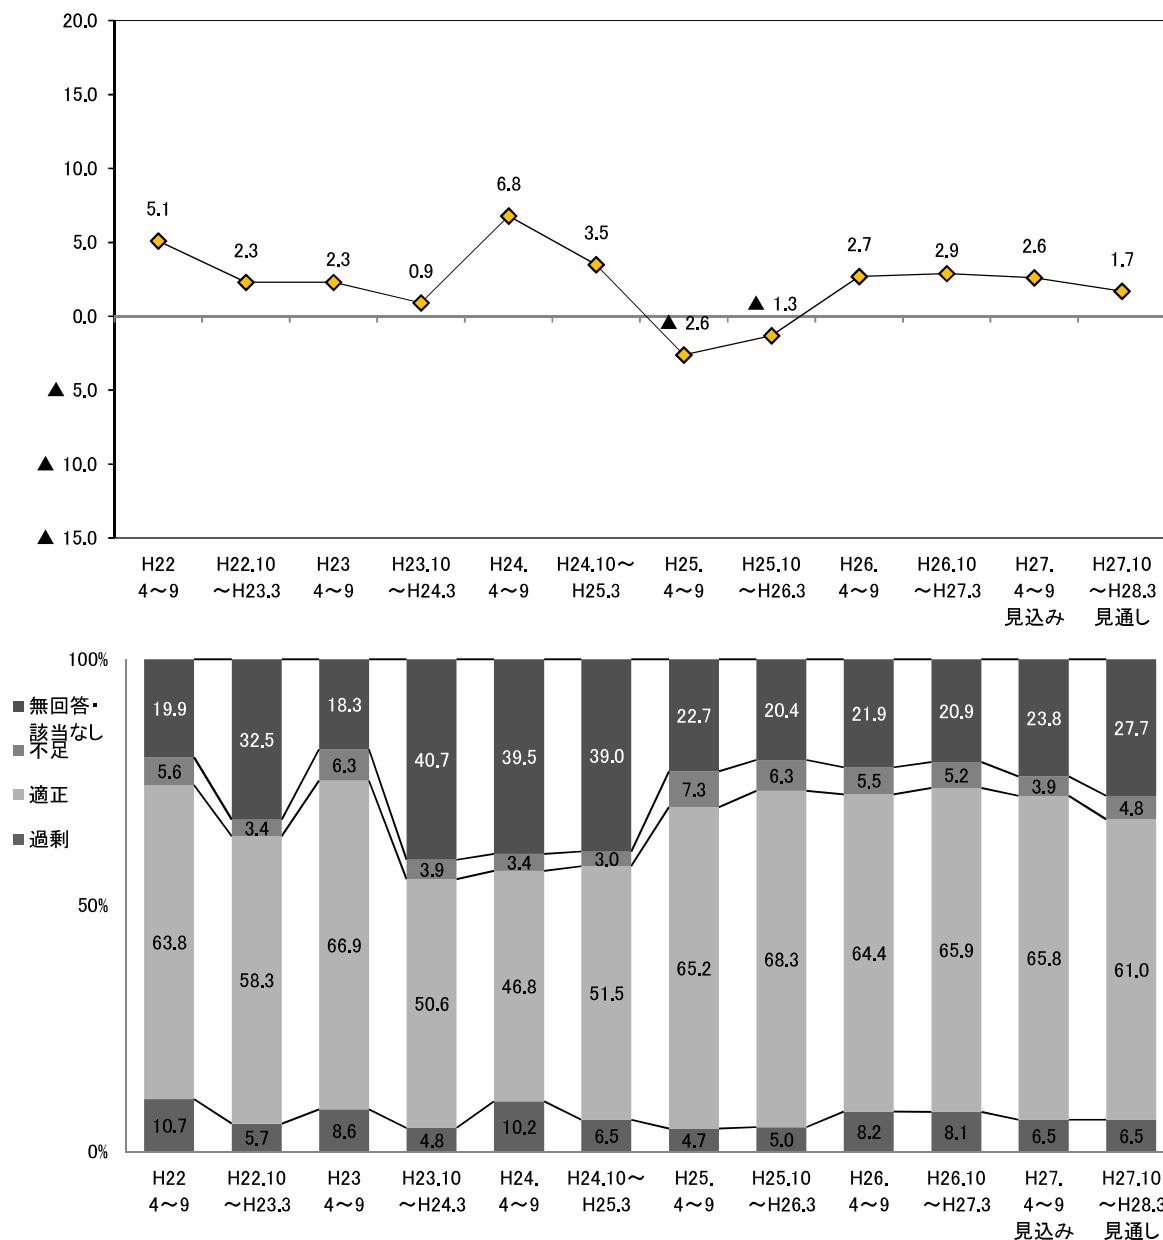 20.0
15.0
10.0
5.0
0.0
▲ 5.0
▲ 10.0
▲ 15.0
5.1
2.3
2.3
0.9
6.8
3.5
▲ 2.6
▲ 1.3
2.7
2.9
2.6
1.7
H22
4～9
H22.10
～H23.3
H23
4～9
H23.10
～H24.3
H24.
4～9
H24.10～
H25.3
H25.
4～9
H25.10
～H26.3
H26.
4～9
H26.10
～H27.3
H27.
4～9
見込み
H27.10
～H28.3
見通し
100%
50%
0%
■無回答・
該当なし
■不足
■適正
■過剰
19.9
32.5
18.3
40.7
39.5
39.0
22.7
20.4
21.9
20.9
23.8
27.7
5.6
3.4
6.3
3.9
3.4
3.0
7.3
6.3
5.5
5.2
3.9
4.8
63.8
58.3
66.9
50.6
46.8
51.5
65.2
68.3
64.4
65.9
65.8
61.0
10.7
5.7
8.6
4.8
10.2
6.5
4.7
5.0
8.2
8.1
6.5
6.5
H22
4～9
H22.10
～H23.3
H23
4～9
H23.10
～H24.3
H24.
4～9
H24.10～
H25.3
H25.
4～9
H25.10
～H26.3
H26.
4～9
H26.10
～H27.3
H27.
4～9
見込み
H27.10
～H28.3
見通し